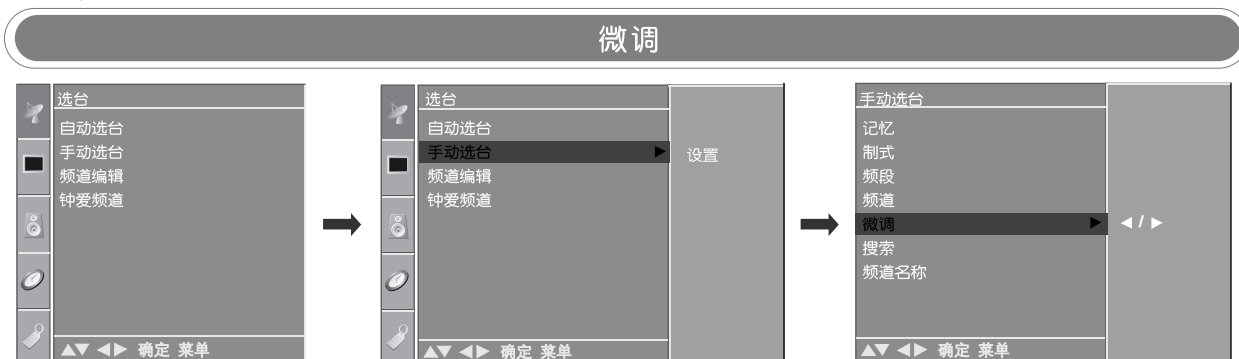 微调
选台
自动选台
手动选台
频道编辑
钟爱频道
▲▼ ◀▶ 确定 菜单
选台
自动选台
手动选台 ▶
频道编辑
钟爱频道
设置
▲▼ ◀▶ 确定 菜单
手动选台
记忆
制式
频段
频道
微调 ▶
搜索
频道名称
◀ / ▶
▲▼ ◀▶ 确定 菜单